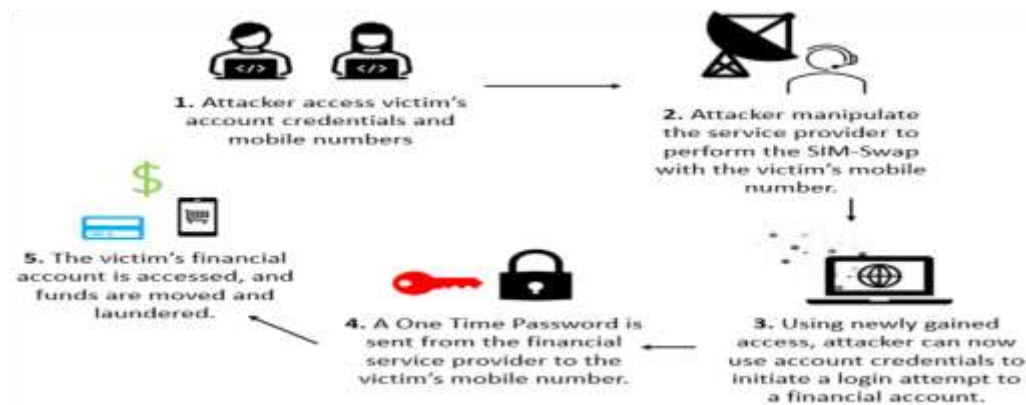 1. Attacker access victim's
account credentials and
mobile numbers
2. Attacker manipulate
the service provider to
perform the SIM-Swap
with the victim's mobile
number.
3. Using newly gained
access, attacker can now
use account credentials to
initiate a login attempt to
a financial account.
4. A One Time Password is
sent from the financial
service provider to the
victim's mobile number.
5. The victim's financial
account is accessed, and
funds are moved and
laundered.